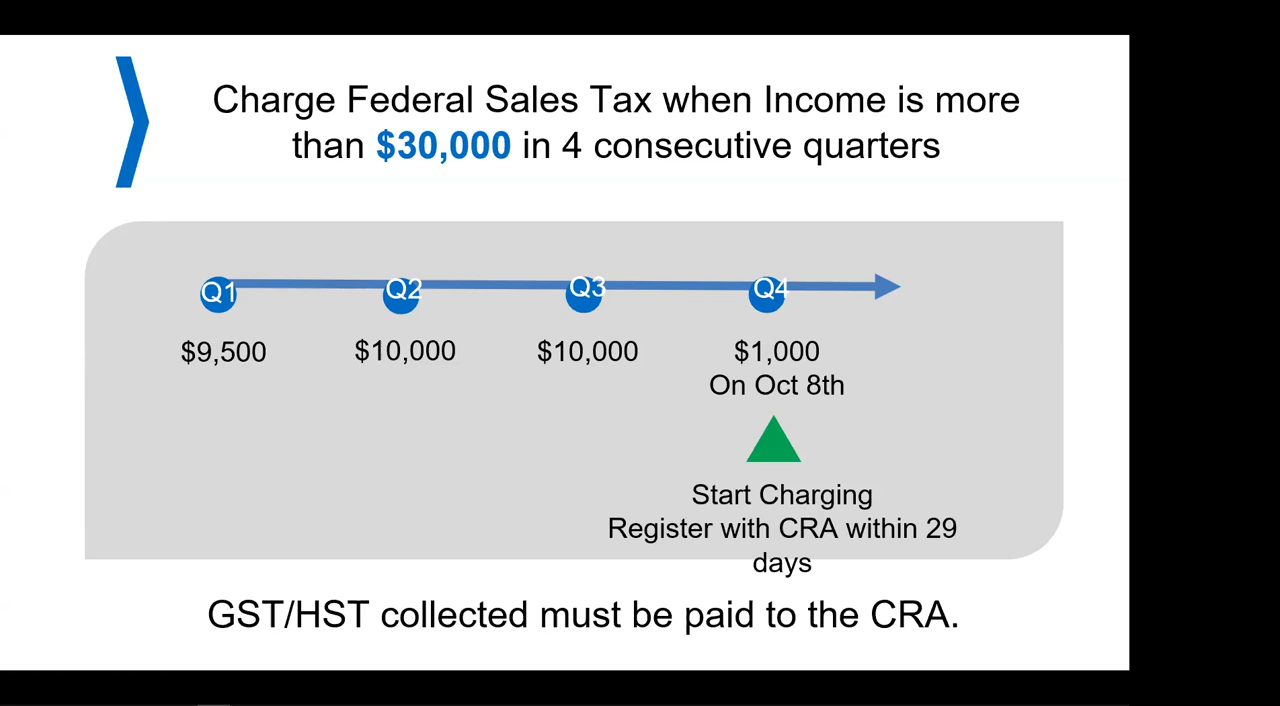 Charge Federal Sales Tax when Income is more
than $30,000 in 4 consecutive quarters
Q1 Q2 Q3 Q4
$9,500 $10,000 $10,000 $1,000
On Oct 8th
Start Charging
Register with CRA within 29
days
GST/HST collected must be paid to the CRA.